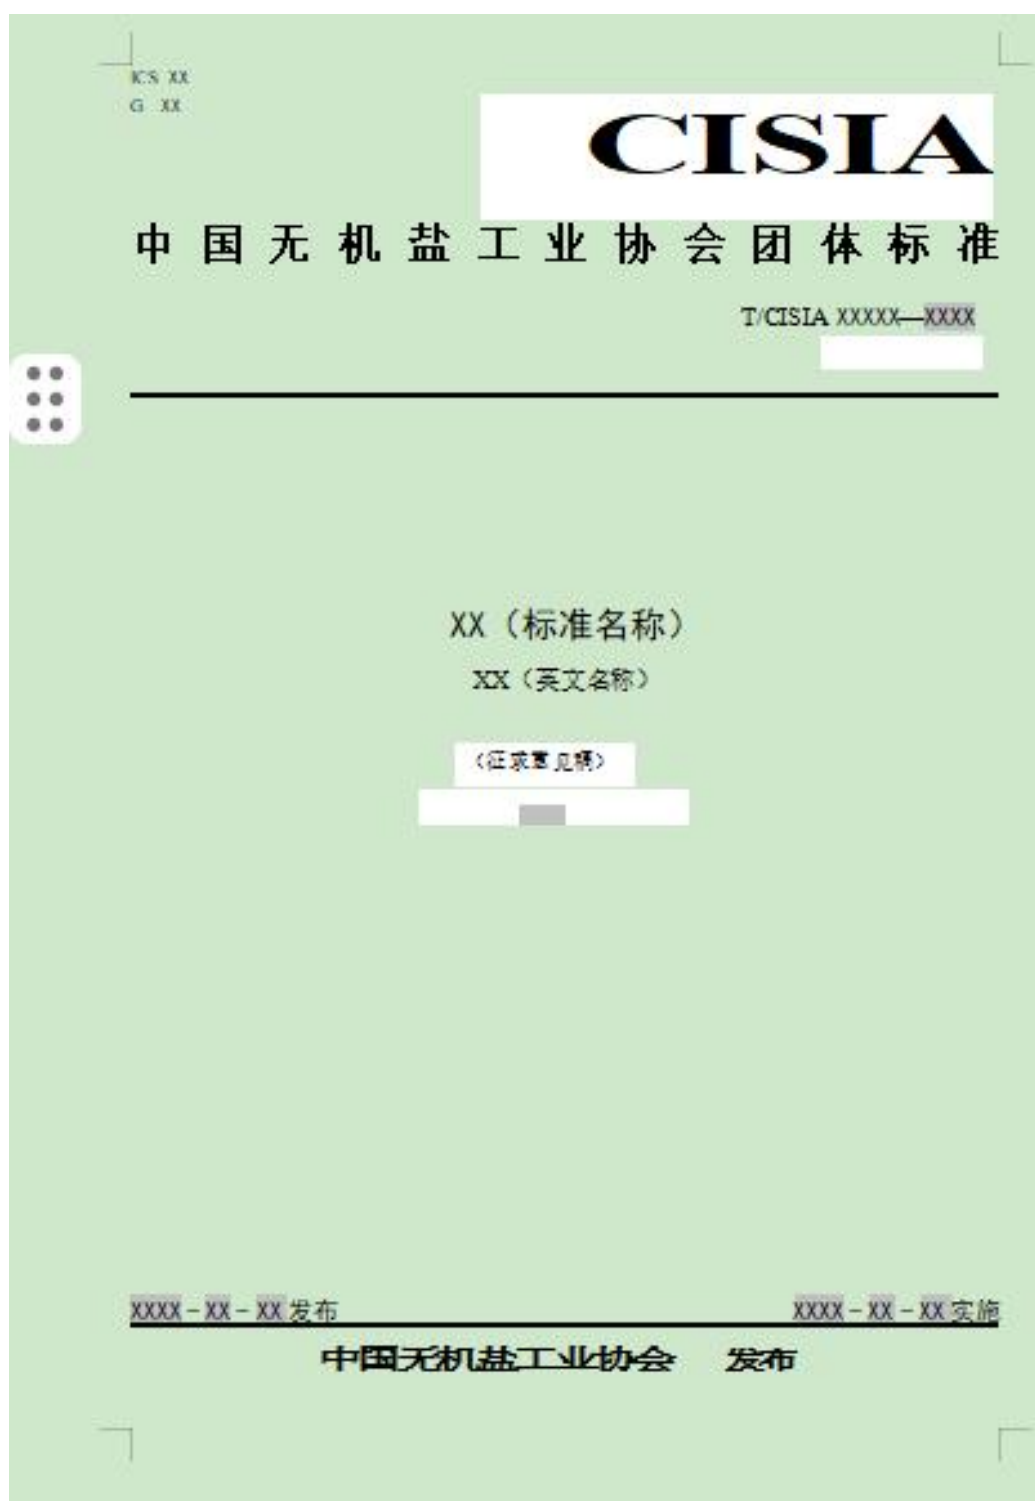 ICS XX
G XX
CISIA
中国无机盐工业协会团体标准
T/CISIA XXXXX—XXXX
XX（标准名称）
XX（英文名称）
（征求意见稿）
XXXX－XX－XX发布
XXXX－XX－XX实施
中国无机盐工业协会 发布